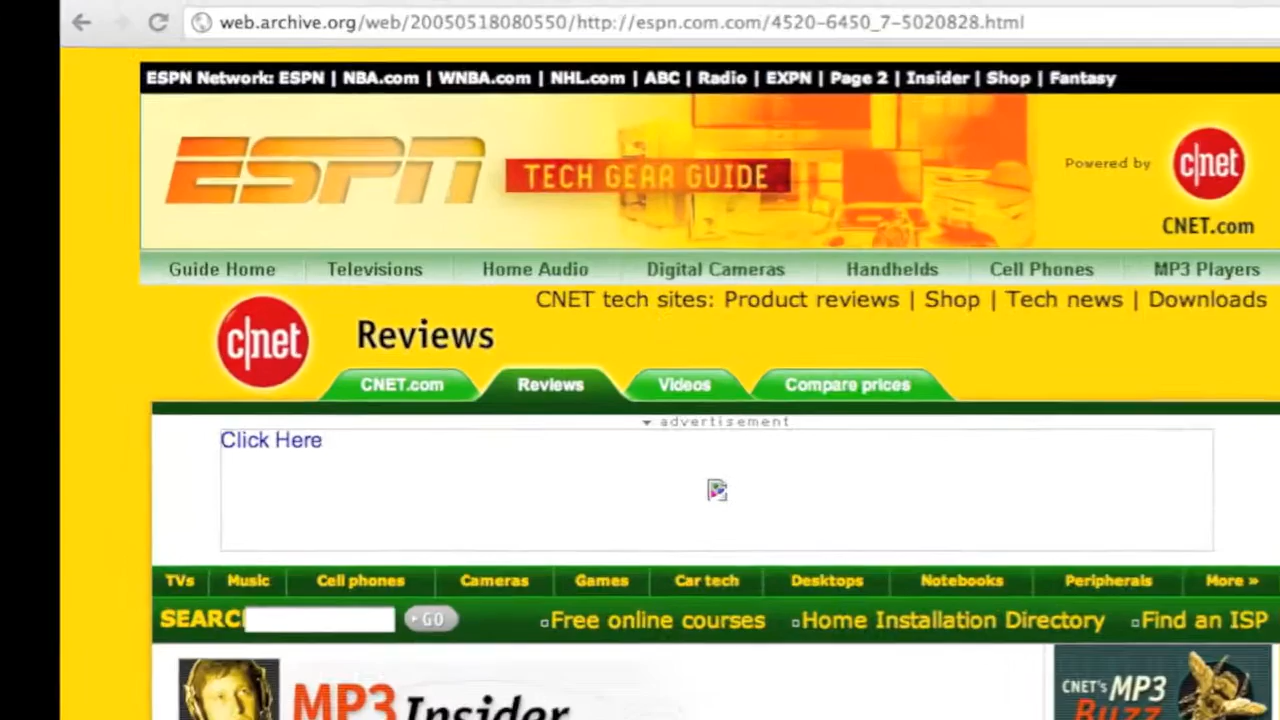 web.archive.org/web/20050518080550/http://espn.com.com/4520-6450_7-5020828.html
ESPN Network: ESPN | NBA.com | WNBA.com | NHL.com | ABC | Radio | EXPN | Page 2 | Insider | Shop | Fantasy
ESPN TECH GEAR GUIDE Powered by c|net
CNET.com
Guide Home Televisions Home Audio Digital Cameras Handhelds Cell Phones MP3 Players
CNET tech sites: Product reviews | Shop | Tech news | Downloads
c|net Reviews
CNET.com Reviews Videos Compare prices
advertisement
Click Here
TVs Music Cell phones Cameras Games Car tech Desktops Notebooks Peripherals More »
SEARC GO Free online courses Home Installation Directory Find an ISP
MP3 Insider CNET's MP3
Buzz